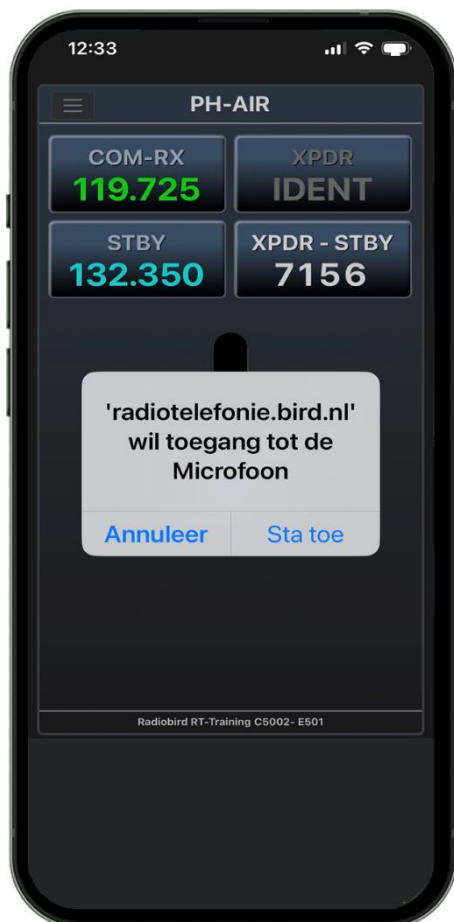 12:33
PH-AIR
COM-RX
119.725
XPDR
IDENT
STBY
132.350
XPDR - STBY
7156
'radiotelefonie.bird.nl'
wil toegang tot de
Microfoon
Annuleer
Sta toe
Radiobird RT-Training C5002- E501